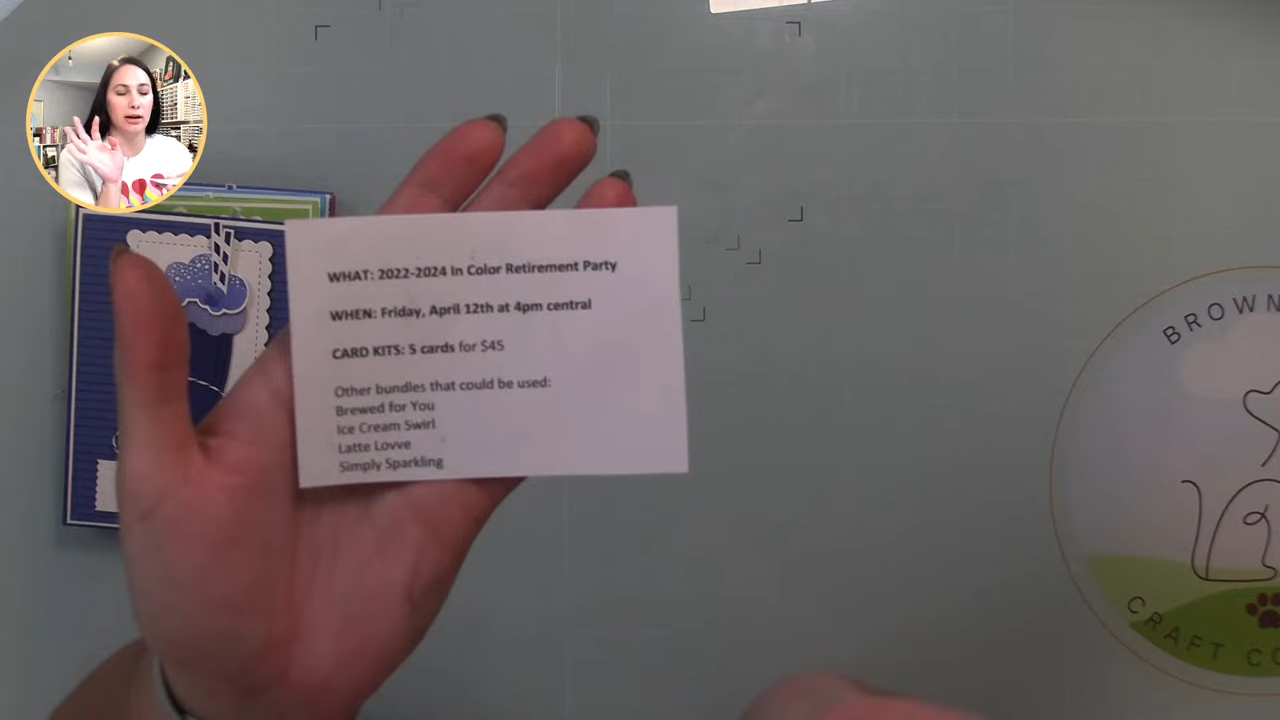 WHAT: 2022-2024 In Color Retirement Party
WHEN: Friday, April 12th at 4pm central
CARD KITS: 5 cards for $45
Other bundles that could be used:
Brewed for You
Ice Cream Swirl
Latte Lovve
Simply Sparkling
BROWN
CRAFT CO